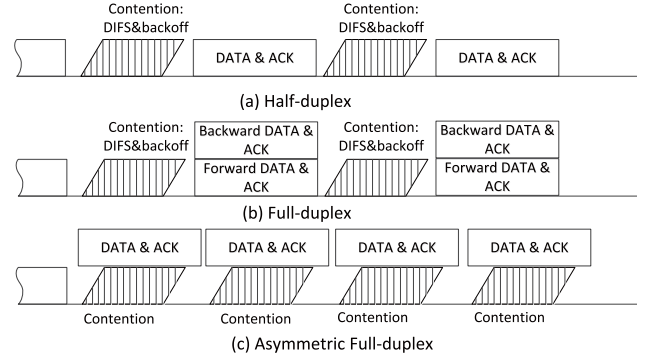 Contention:
DIFS&backoff
DATA & ACK
Contention:
DIFS&backoff
DATA & ACK
(a) Half-duplex
Contention:
DIFS&backoff
Backward DATA &
ACK
Forward DATA &
ACK
Contention:
DIFS&backoff
Backward DATA &
ACK
Forward DATA &
ACK
(b) Full-duplex
DATA & ACK
DATA & ACK
DATA & ACK
DATA & ACK
Contention
Contention
Contention
Contention
(c) Asymmetric Full-duplex